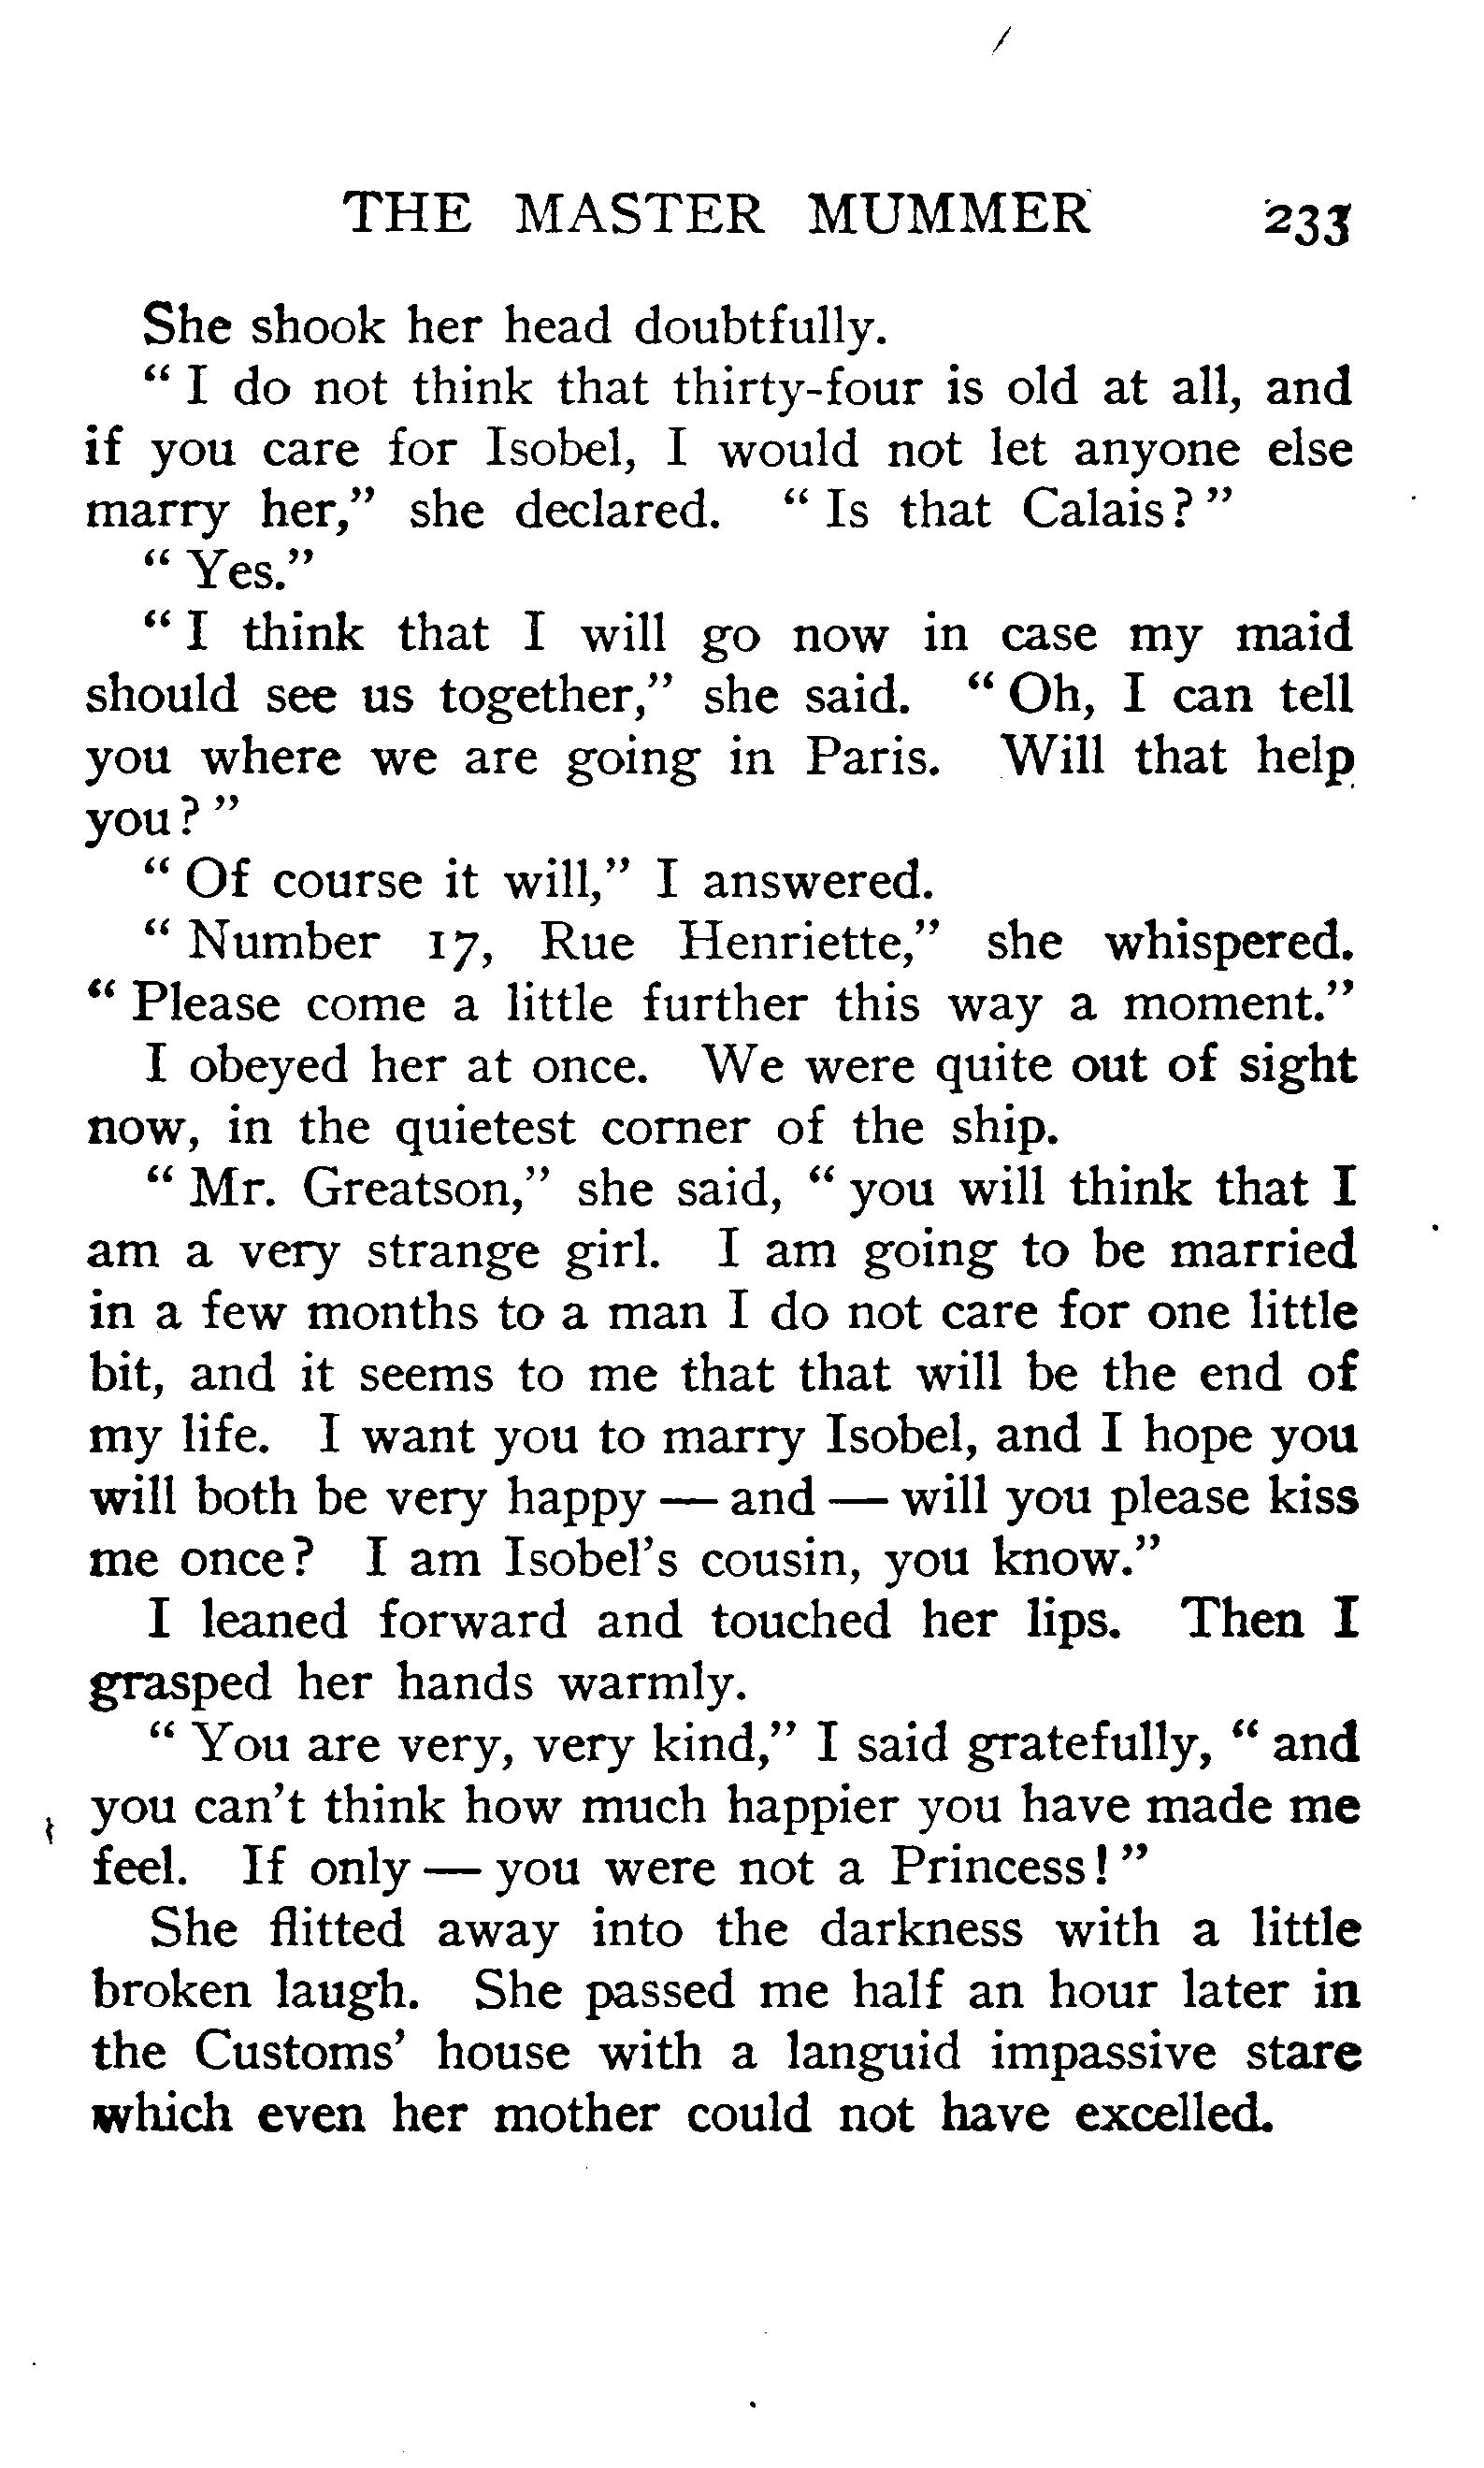 THE MASTER MUMMER 233
She shook her head doubtfully.
“ I do not think that thirty-four is old at all, and
if you care for Isobel, I would not let anyone else
marry her,” she declared. “ Is that Calais? ”
“ Yes.”
“ I think that I will go now in case my maid
should see us together,” she said. “ Oh, I can tell
you where we are going in Paris. Will that help
you? ”
“ Of course it will,” I answered.
“ Number 17, Rue Henriette,” she whispered.
“ Please come a little further this way a moment.”
I obeyed her at once. We were quite out of sight
now, in the quietest corner of the ship.
“ Mr. Greatson,” she said, “ you will think that I
am a very strange girl. I am going to be married
in a few months to a man I do not care for one little
bit, and it seems to me that that will be the end of
my life. I want you to marry Isobel, and I hope you
will both be very happy — and — will you please kiss
me once? I am Isobel’s cousin, you know.”
I leaned forward and touched her lips. Then I
grasped her hands warmly.
“ You are very, very kind,” I said gratefully, “ and
you can’t think how much happier you have made me
feel. If only — you were not a Princess! ”
She flitted away into the darkness with a little
broken laugh. She passed me half an hour later in
the Customs’ house with a languid impassive stare
which even her mother could not have excelled.